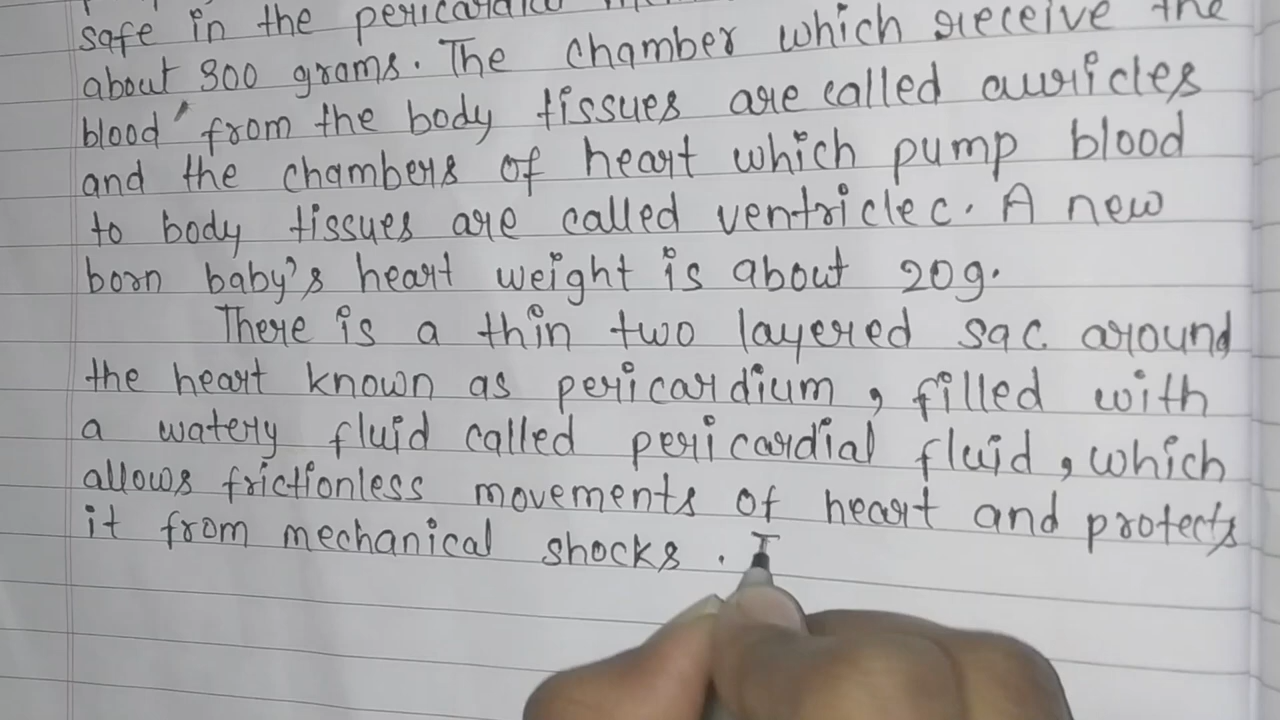 safe in the
about 300 grams. The chamber which receive the
blood from the body tissues are called auricles
and the chambers of heart which pump blood
to body tissues are called ventriclec. A new
born baby's heart weight is about 20g.
There is a thin two layered sac around
the heart known as pericardium, filled with
a watery fluid called pericardial fluid, which
allows frictionless movements of heart and protects
it from mechanical shocks. T